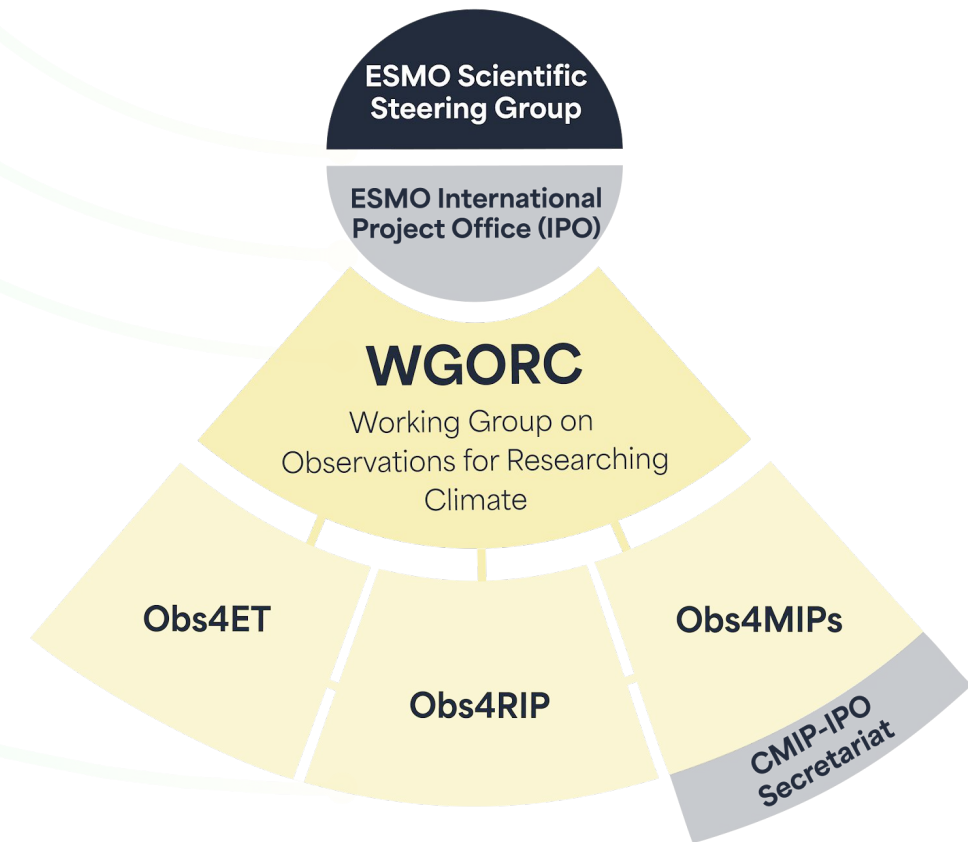 ESMO Scientific
Steering Group
ESMO International
Project Office (IPO)
WGORC
Working Group on
Observations for Researching
Climate
Obs4ET
Obs4RIP
Obs4MIPs
CMIP-IPO
Secretariat